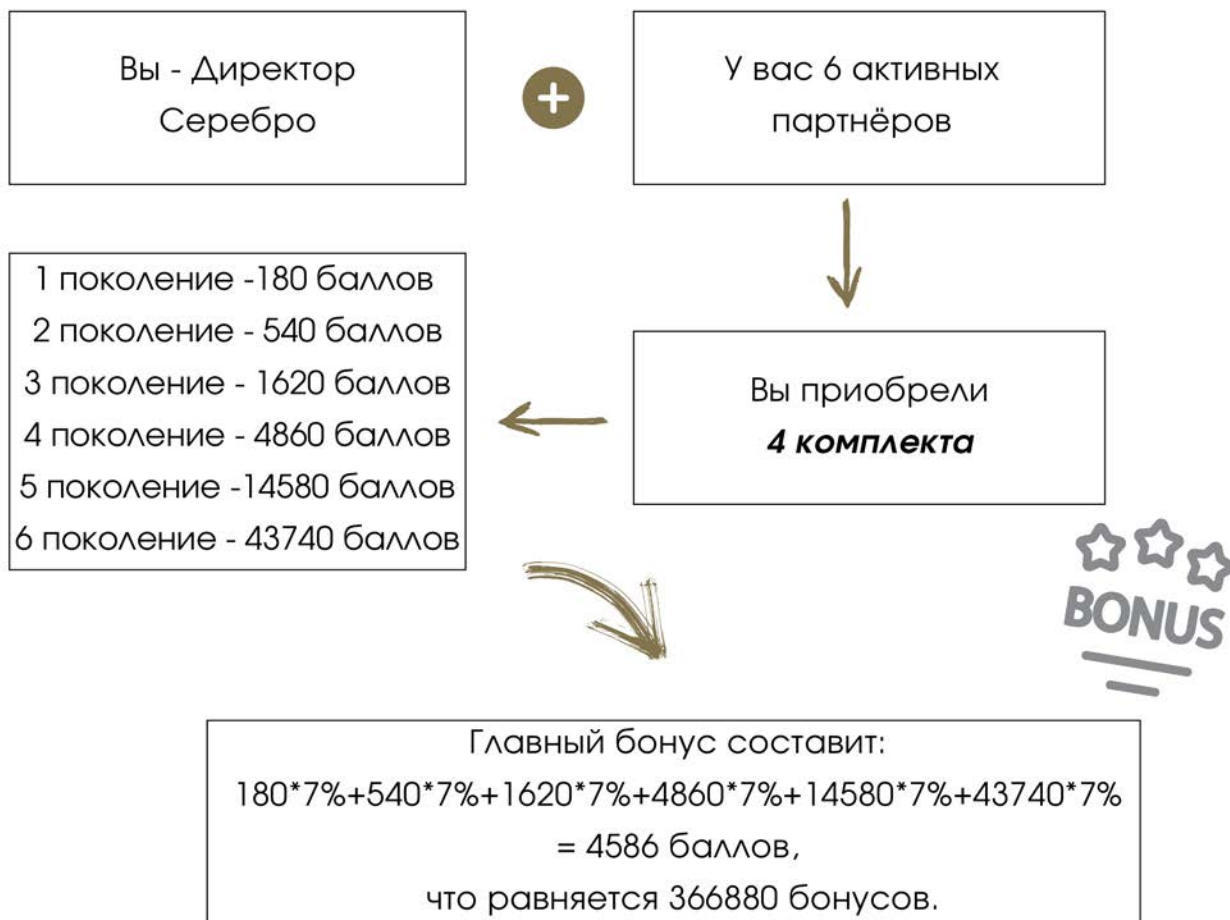 Вы - Директор
Серебро
У вас 6 активных
партнёров
1 поколение -180 баллов
2 поколение - 540 баллов
3 поколение - 1620 баллов
4 поколение - 4860 баллов
5 поколение -14580 баллов
6 поколение - 43740 баллов
Вы приобрели
4 комплекта
BONUS
Главный бонус составит:
180*7%+540*7%+1620*7%+4860*7%+14580*7%+43740*7%
= 4586 баллов,
что равняется 366880 бонусов.